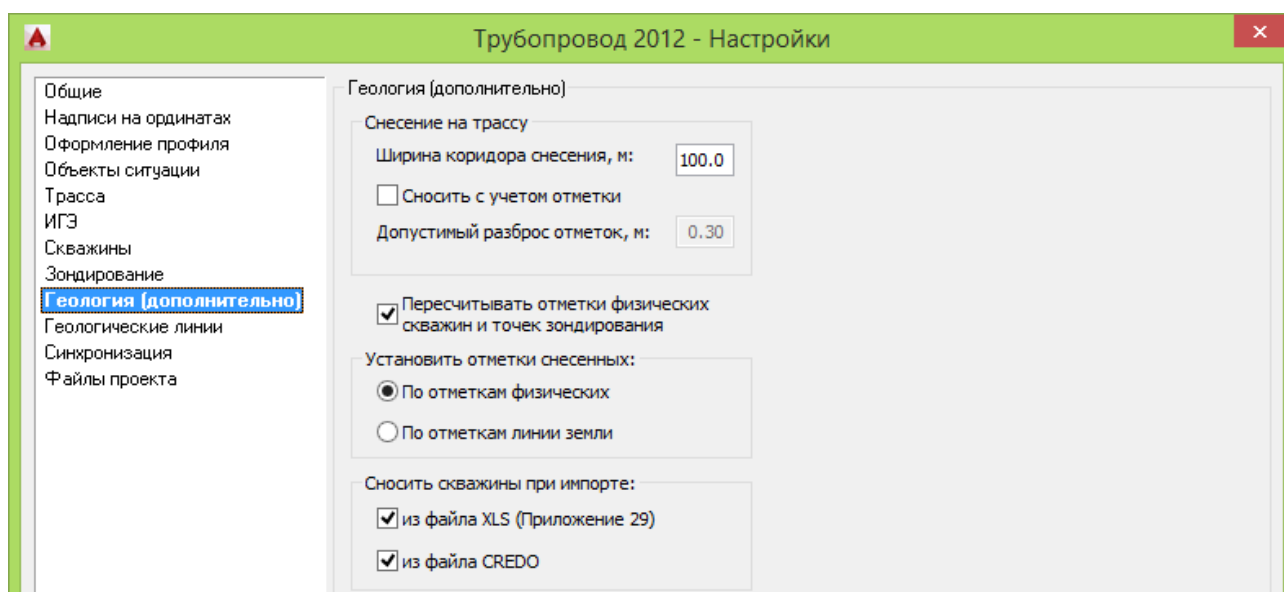 Трубопровод 2012 - Настройки
Общие
Надписи на ординатах
Оформление профиля
Объекты ситуации
Трасса
ИГЭ
Скважины
Зондирование
Геология (дополнительно)
Геологические линии
Синхронизация
Файлы проекта
Геология (дополнительно)
Снесение на трассу
Ширина коридора снесения, м: 100.0
Сносить с учетом отметки
Допустимый разброс отметок, м: 0.30
Пересчитывать отметки физических
скважин и точек зондирования
Установить отметки снесенных:
По отметкам физических
По отметкам линии земли
Сносить скважины при импорте:
из файла XLS (Приложение 29)
из файла CREDO